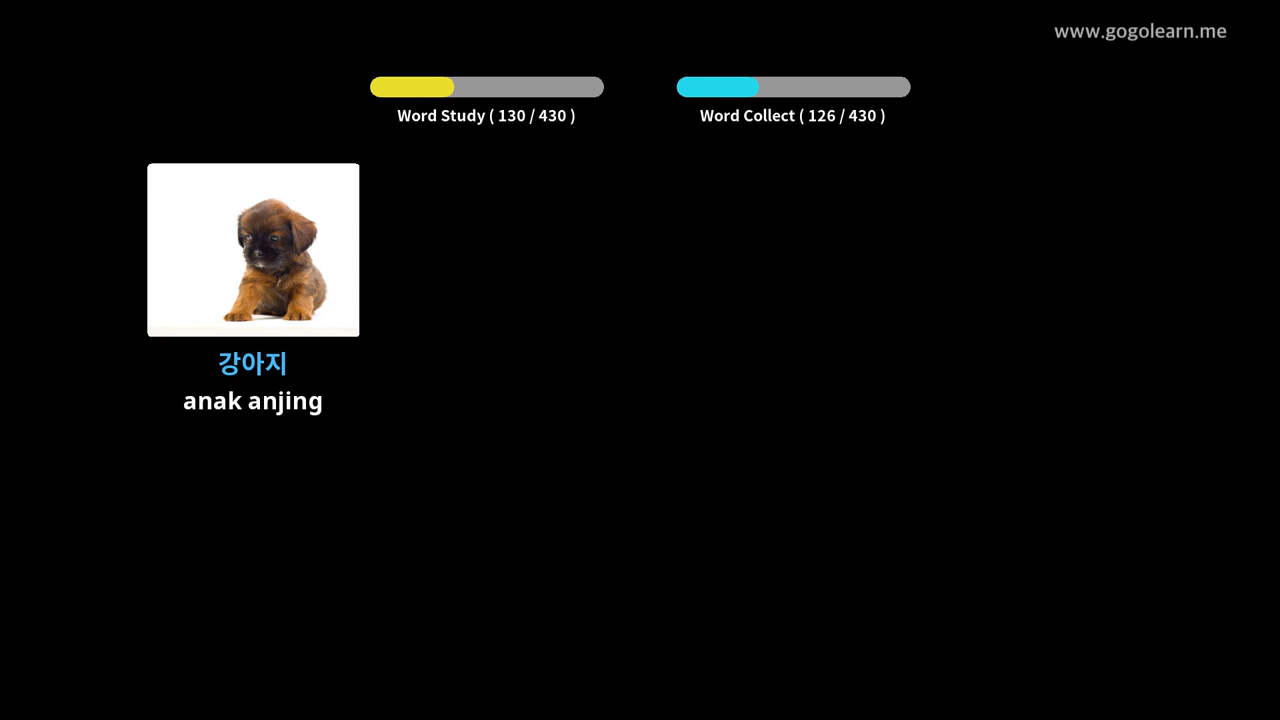 www.gogolearn.me
Word Study ( 130 / 430 )
Word Collect ( 126 / 430 )
강아지
anak anjing